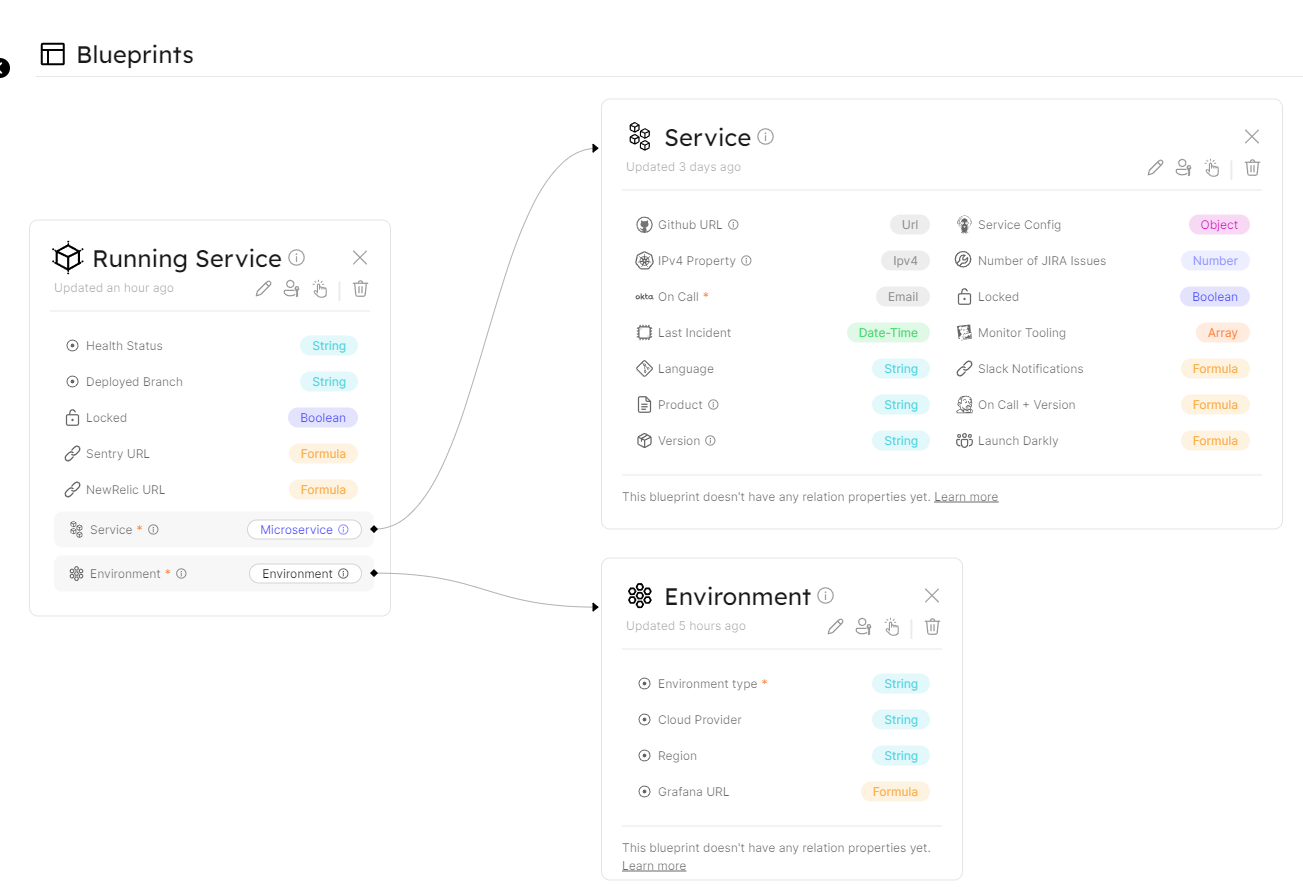 Blueprints
Running Service
Updated an hour ago
Health Status String
Deployed Branch String
Locked Boolean
Sentry URL Formula
NewRelic URL Formula
Service * Microservice
Environment * Environment
Service
Updated 3 days ago
Github URL Url Service Config Object
IPv4 Property Ipv4 Number of JIRA Issues Number
okta On Call * Email Locked Boolean
Last Incident Date-Time Monitor Tooling Array
Language String Slack Notifications Formula
Product String On Call + Version Formula
Version String Launch Darkly Formula
This blueprint doesn't have any relation properties yet. Learn more
Environment
Updated 5 hours ago
Environment type * String
Cloud Provider String
Region String
Grafana URL Formula
This blueprint doesn't have any relation properties yet.
Learn more